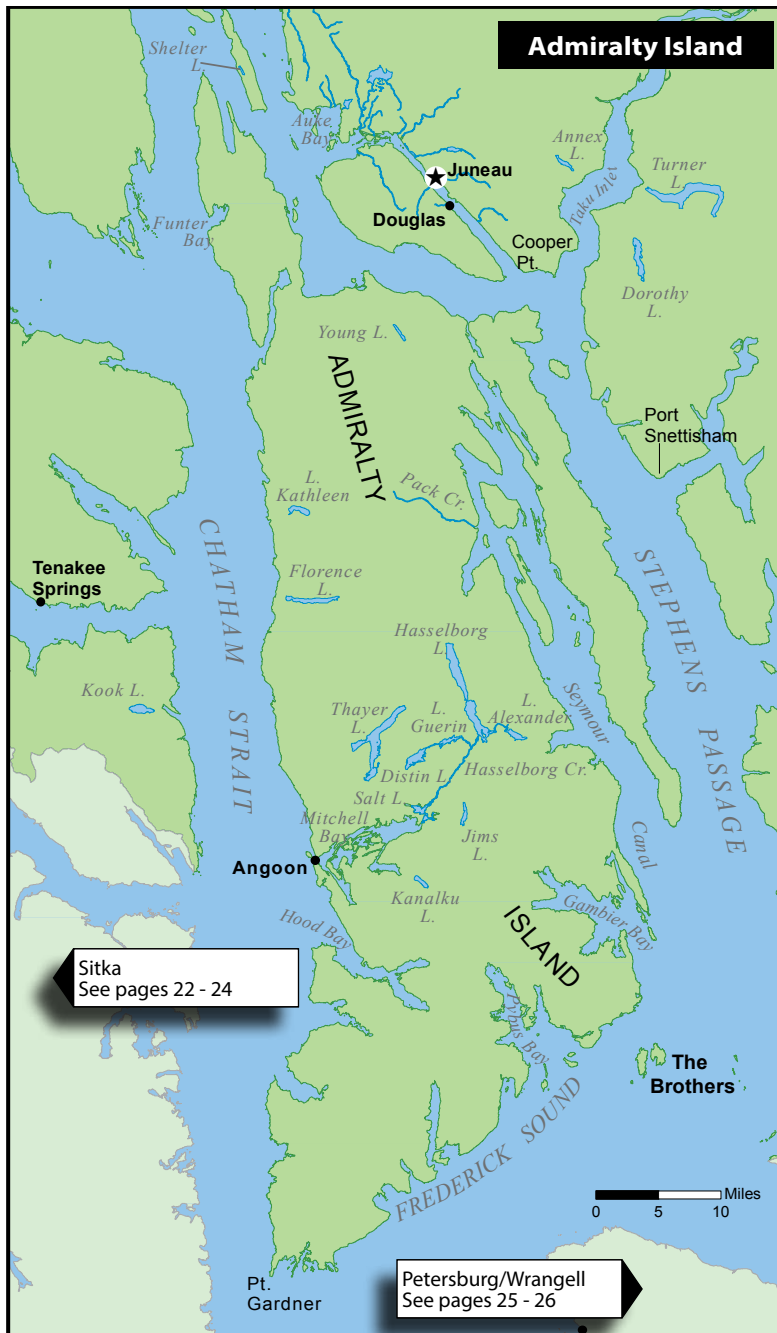 Admiralty Island
Shelter
L.
Auke
Bay
Annex
L.
Turner
L.
Juneau
Taku Inlet
Douglas
Funter
Bay
Cooper
Pt.
Dorothy
L.
Young L.
ADMIRALTY
Port
Snettisham
L.
Kathleen
Pack Cr.
CHATHAM STRAIT
STEPHENS PASSAGE
Tenakee
Springs
Florence
L.
Hasselborg
L.
Kook L.
Thayer
L.
L.
Guerin
L.
Alexander
Seymour
Canal
Distin L.
Hasselborg Cr.
Salt L.
Mitchell
Bay
Jims
L.
Angoon
Kanalku
L.
Gambier Bay
Hood Bay
ISLAND
Sitka
See pages 22 - 24
Pybus Bay
The
Brothers
FREDERICK SOUND
Miles
0 5 10
Pt.
Gardner
Petersburg/Wrangell
See pages 25 - 26